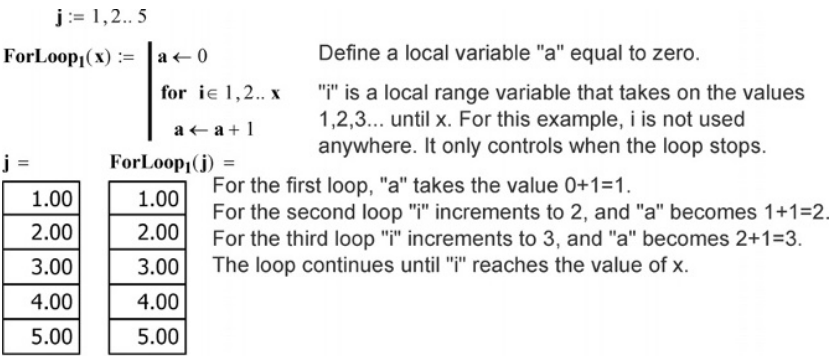 j := 1,2.. 5
ForLoop₁(x) := a ← 0
Define a local variable "a" equal to zero.
for i∈ 1,2.. x
a ← a + 1
"i" is a local range variable that takes on the values
1,2,3... until x. For this example, i is not used
anywhere. It only controls when the loop stops.
j =
1.00
2.00
3.00
4.00
5.00
ForLoop₁(j) =
1.00
2.00
3.00
4.00
5.00
For the first loop, "a" takes the value 0+1=1.
For the second loop "i" increments to 2, and "a" becomes 1+1=2.
For the third loop "i" increments to 3, and "a" becomes 2+1=3.
The loop continues until "i" reaches the value of x.